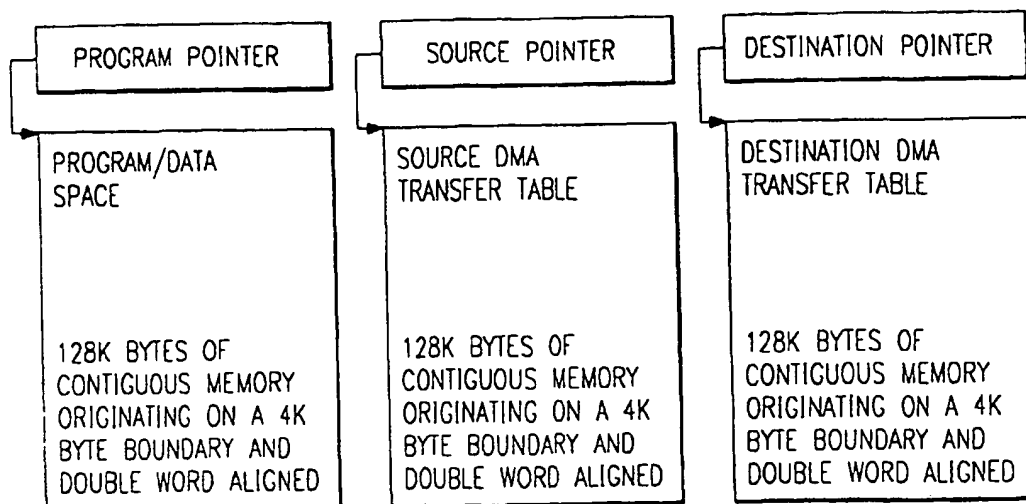 PROGRAM POINTER
SOURCE POINTER
DESTINATION POINTER
PROGRAM/DATA
SPACE
128K BYTES OF
CONTIGUOUS MEMORY
ORIGINATING ON A 4K
BYTE BOUNDARY AND
DOUBLE WORD ALIGNED
SOURCE DMA
TRANSFER TABLE
128K BYTES OF
CONTIGUOUS MEMORY
ORIGINATING ON A 4K
BYTE BOUNDARY AND
DOUBLE WORD ALIGNED
DESTINATION DMA
TRANSFER TABLE
128K BYTES OF
CONTIGUOUS MEMORY
ORIGINATING ON A 4K
BYTE BOUNDARY AND
DOUBLE WORD ALIGNED